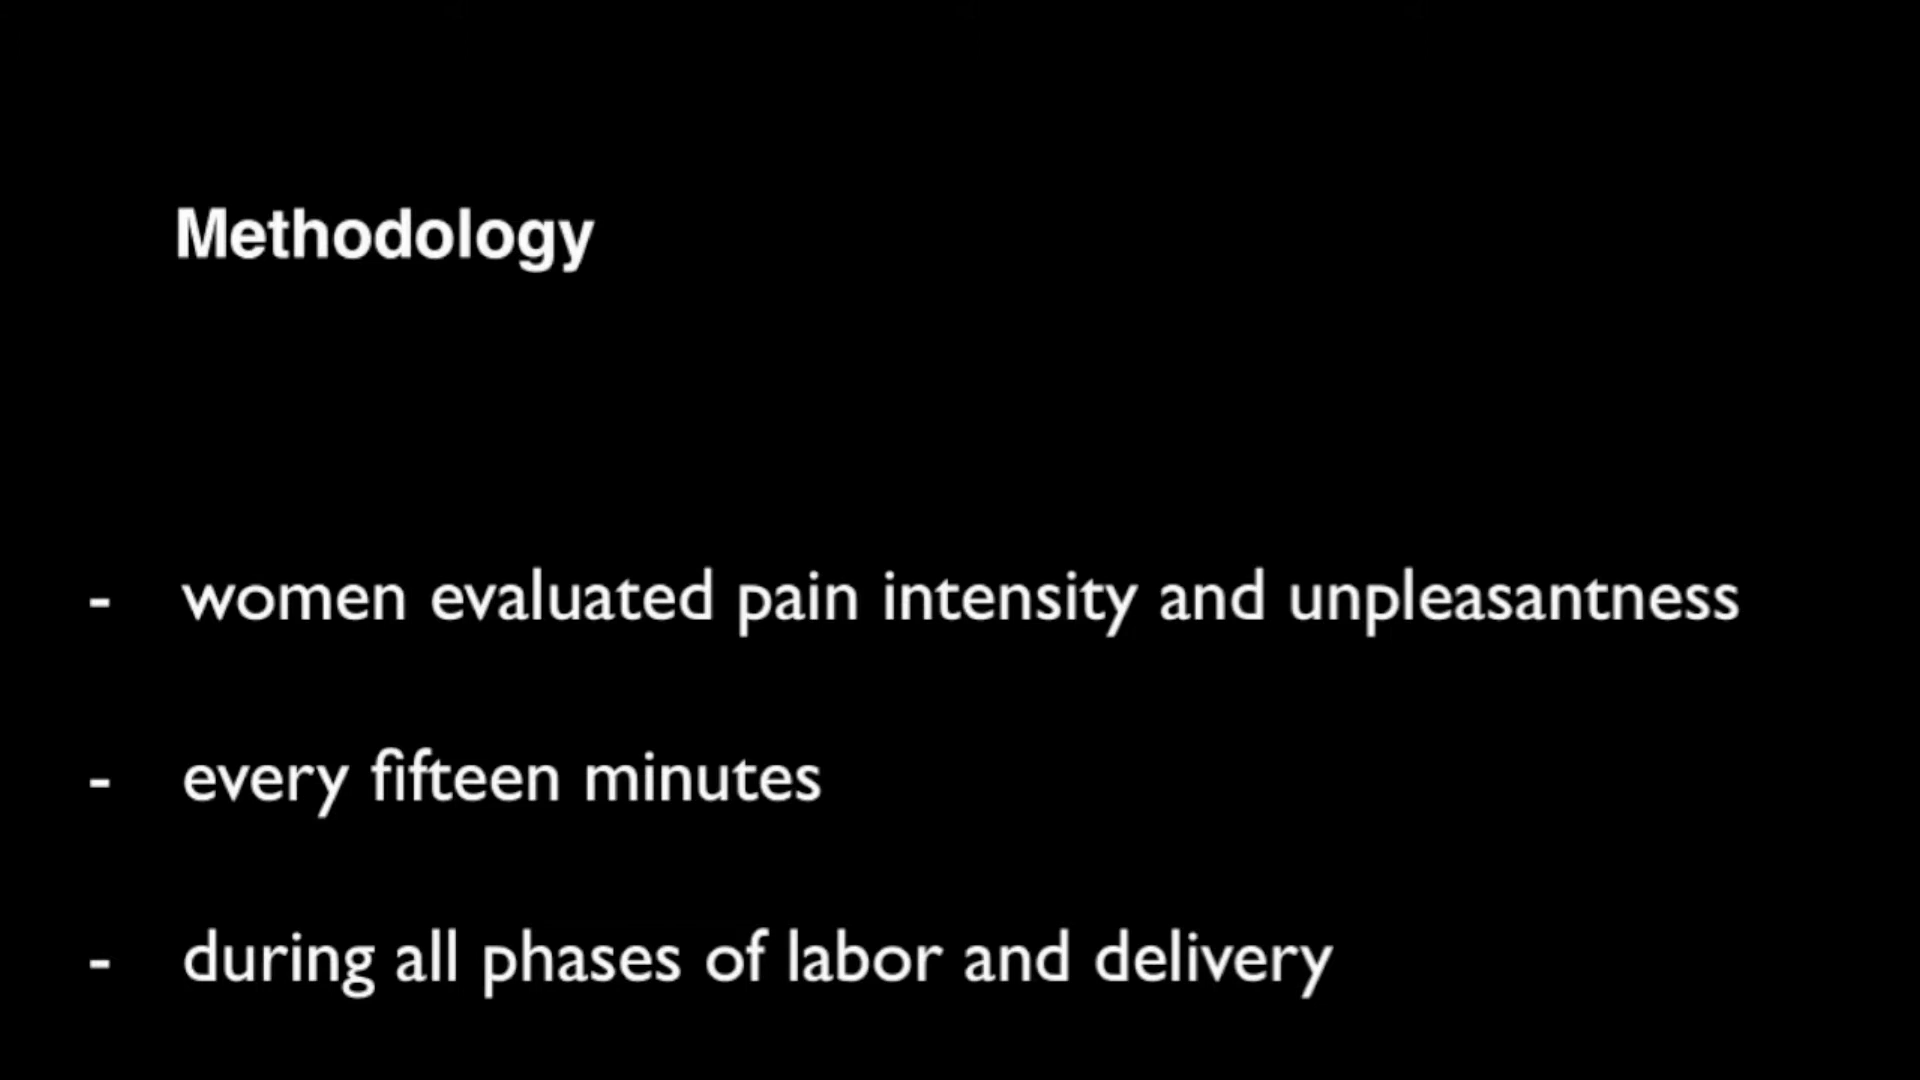 Methodology
- women evaluated pain intensity and unpleasantness
- every fifteen minutes
- during all phases of labor and delivery